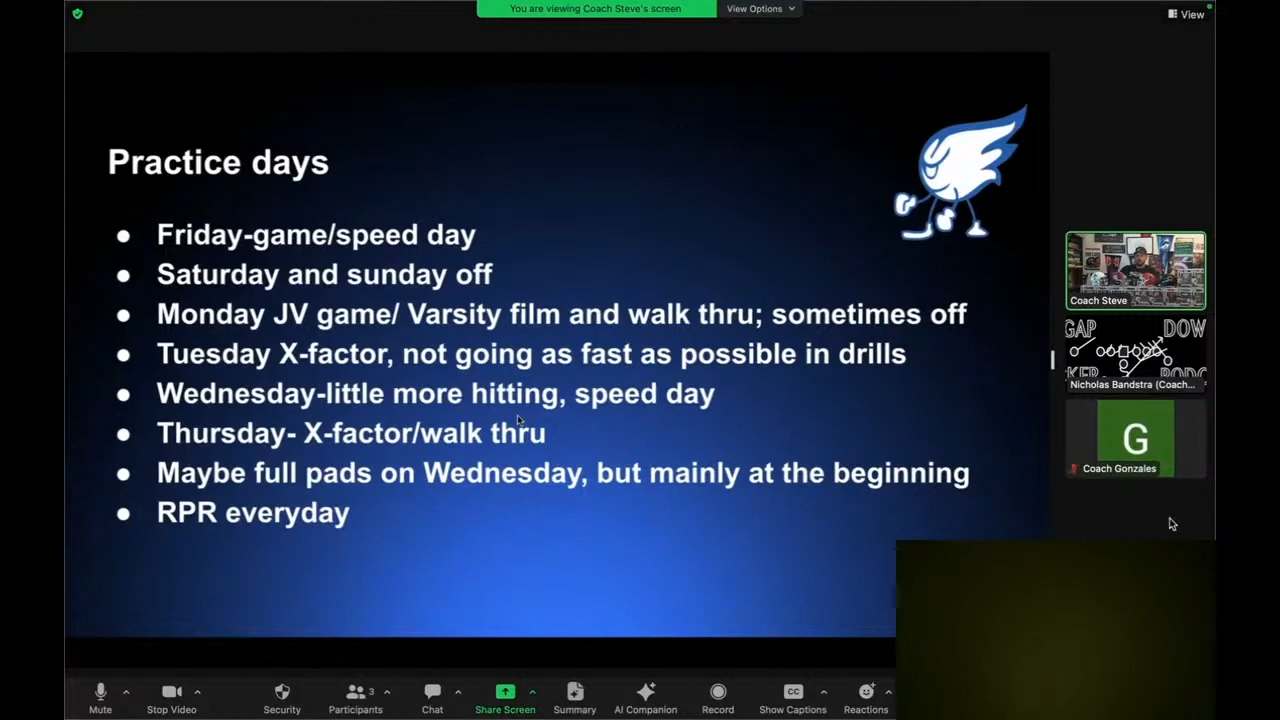 You are viewing Coach Steve's screen
View Options
View
Practice days
● Friday-game/speed day
● Saturday and sunday off
● Monday JV game/ Varsity film and walk thru; sometimes off
● Tuesday X-factor, not going as fast as possible in drills
● Wednesday-little more hitting, speed day
● Thursday- X-factor/walk thru
● Maybe full pads on Wednesday, but mainly at the beginning
● RPR everyday
Coach Steve
GAP DOW
Nicholas Bandstra (Coach...
G
Coach Gonzales
Mute
Stop Video
Security
3
Participants
Chat
Share Screen
Summary
AI Companion
Record
CC
Show Captions
Reactions